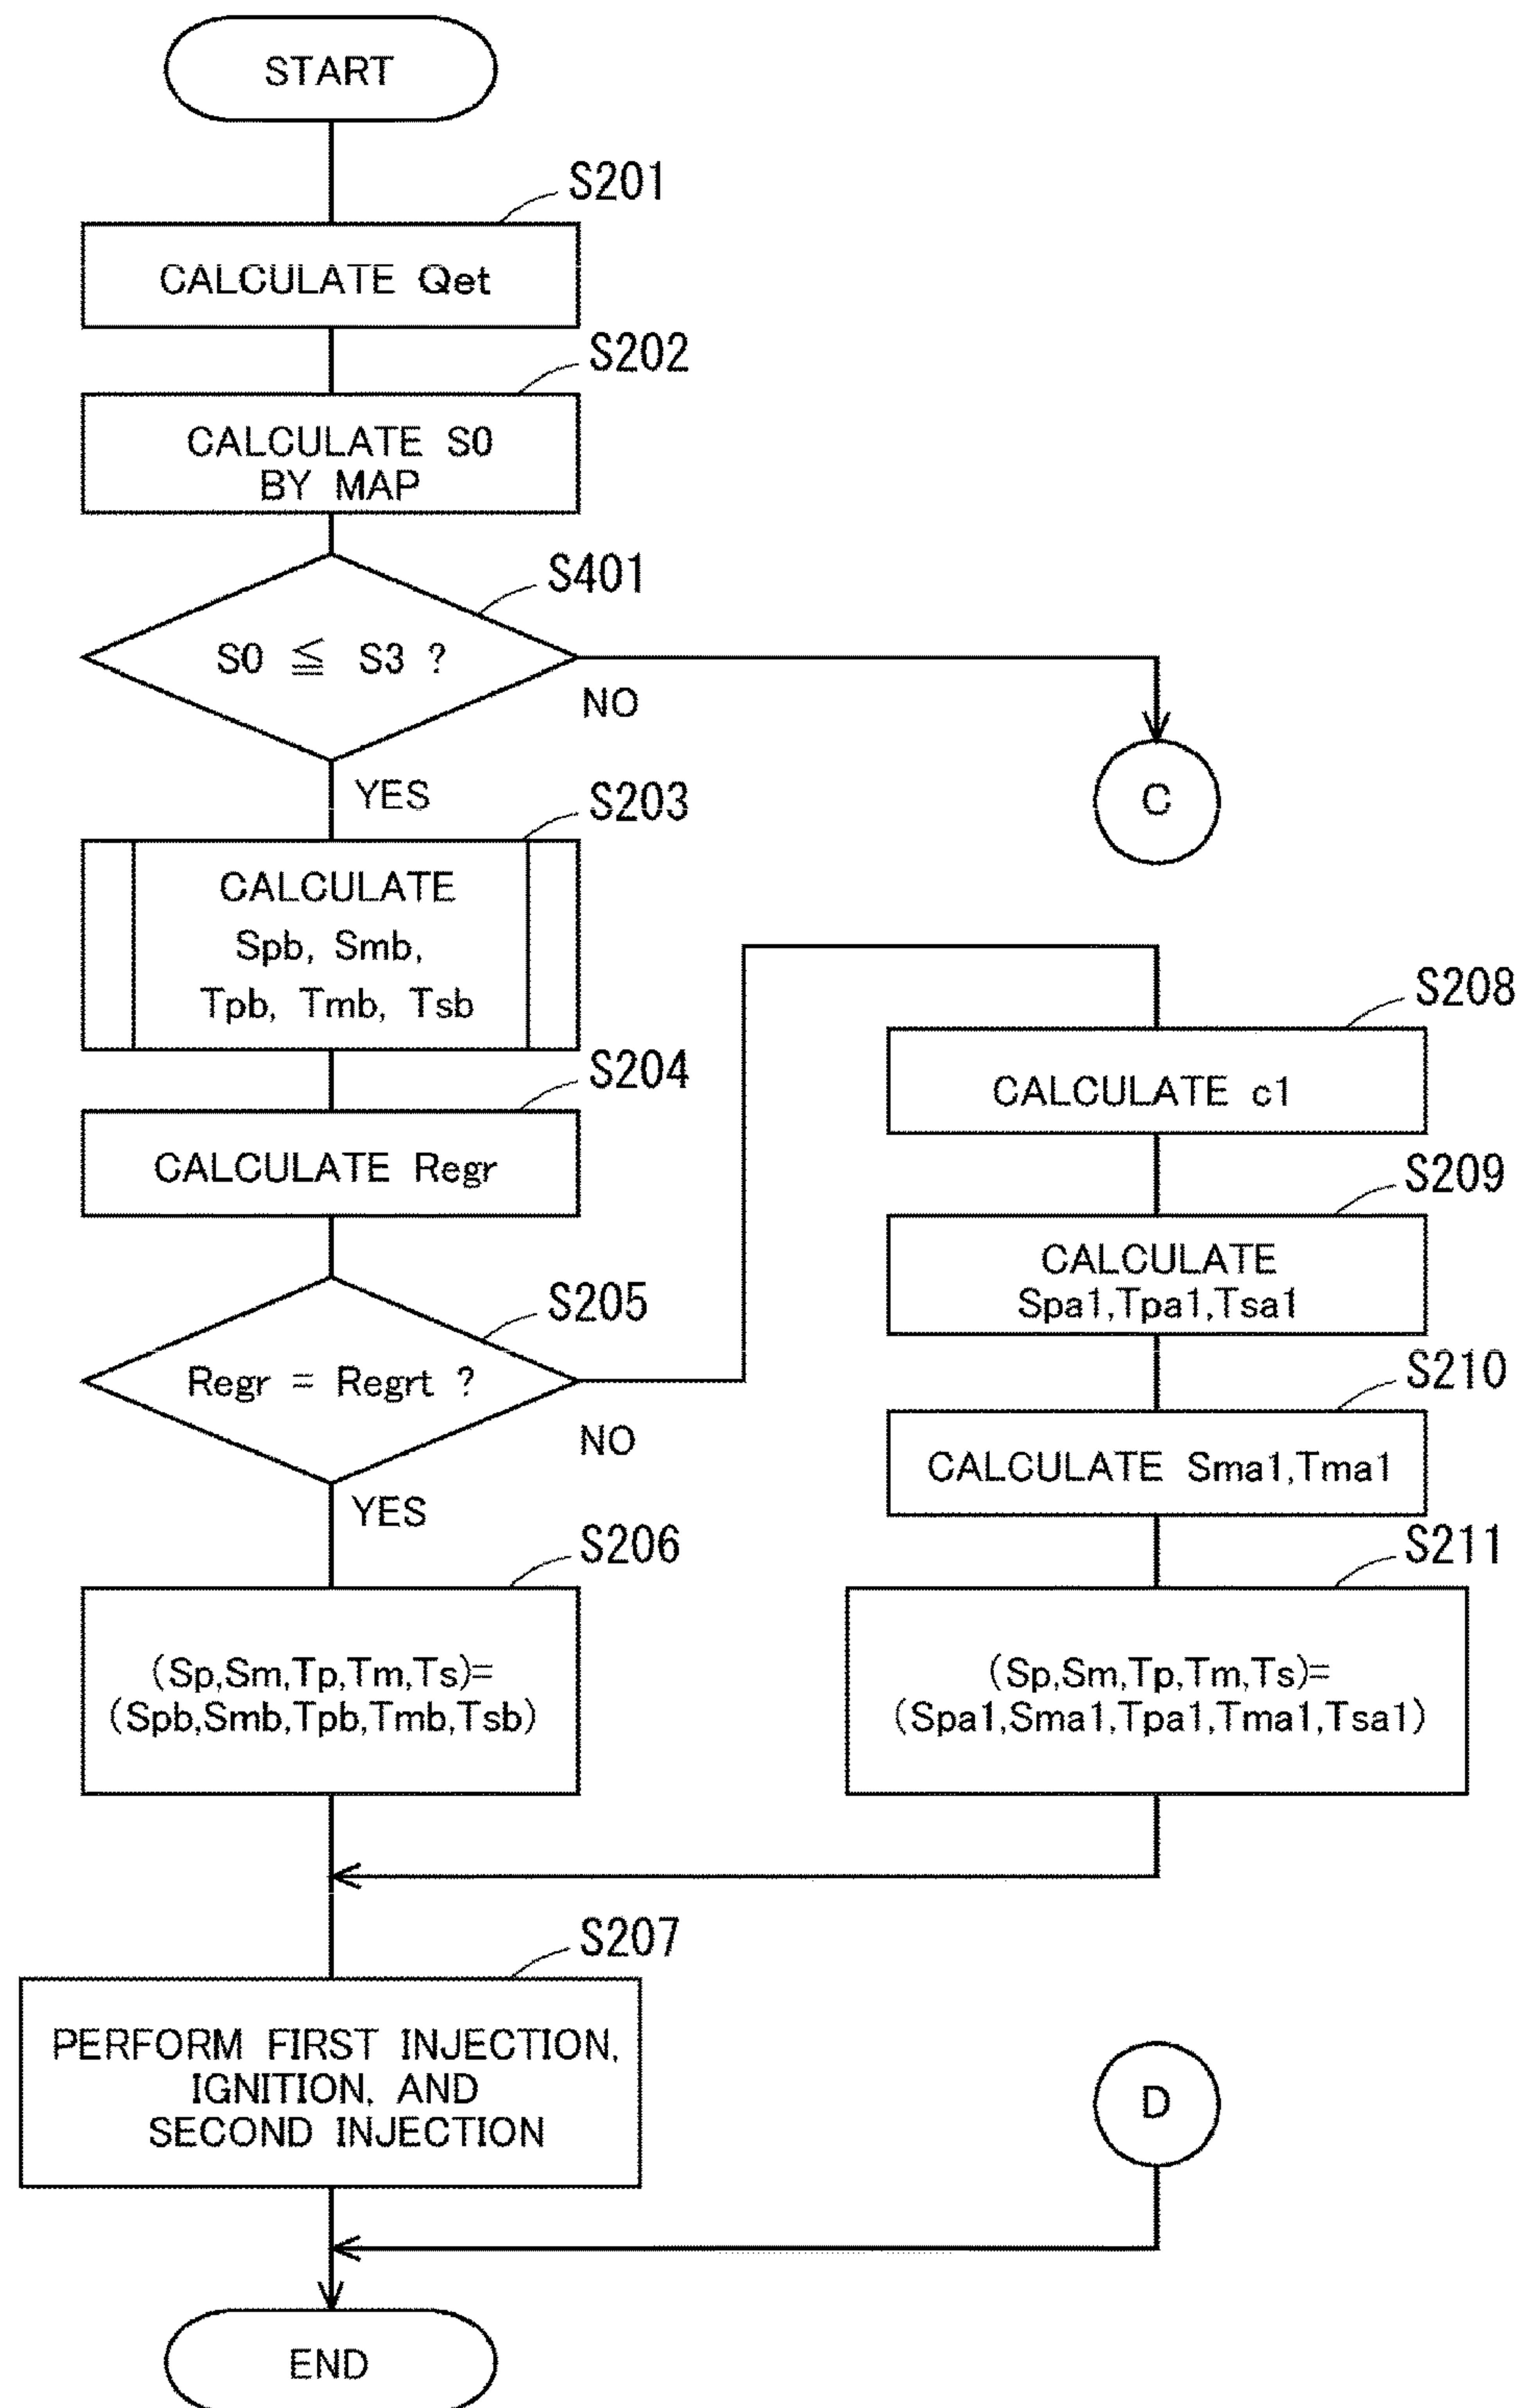 START
S201
CALCULATE Qet
S202
CALCULATE S0
BY MAP
S401
S0 ≦ S3 ?
NO
C
YES
S203
CALCULATE
Spb, Smb,
Tpb, Tmb, Tsb
S204
CALCULATE Regr
S205
Regr = Regrt ?
NO
YES
S206
(Sp,Sm,Tp,Tm,Ts)=
(Spb,Smb,Tpb,Tmb,Tsb)
S208
CALCULATE c1
S209
CALCULATE
Spa1,Tpa1,Tsa1
S210
CALCULATE Sma1,Tma1
S211
(Sp,Sm,Tp,Tm,Ts)=
(Spa1,Sma1,Tpa1,Tma1,Tsa1)
S207
PERFORM FIRST INJECTION,
IGNITION, AND
SECOND INJECTION
D
END